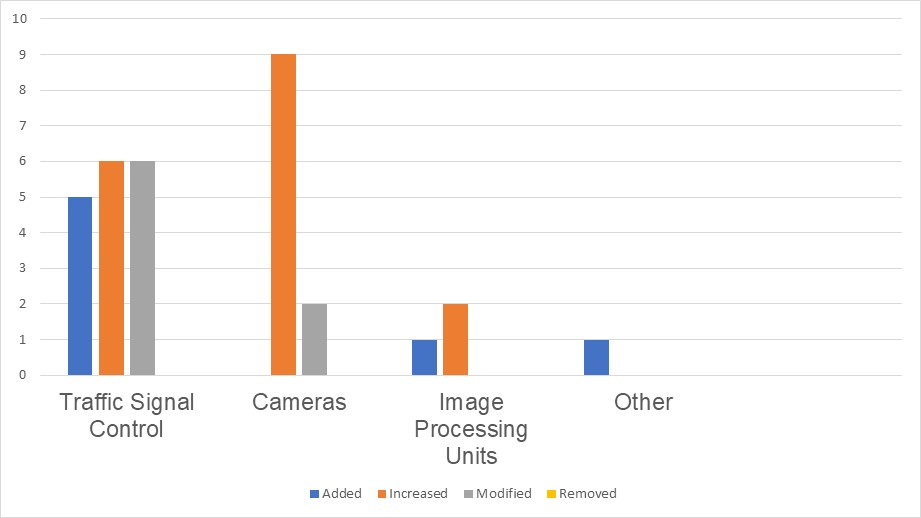 10
9
8
7
6
5
4
3
2
1
0
Traffic Signal Cameras Image Other
Control Processing
Units
Added Increased Modified Removed